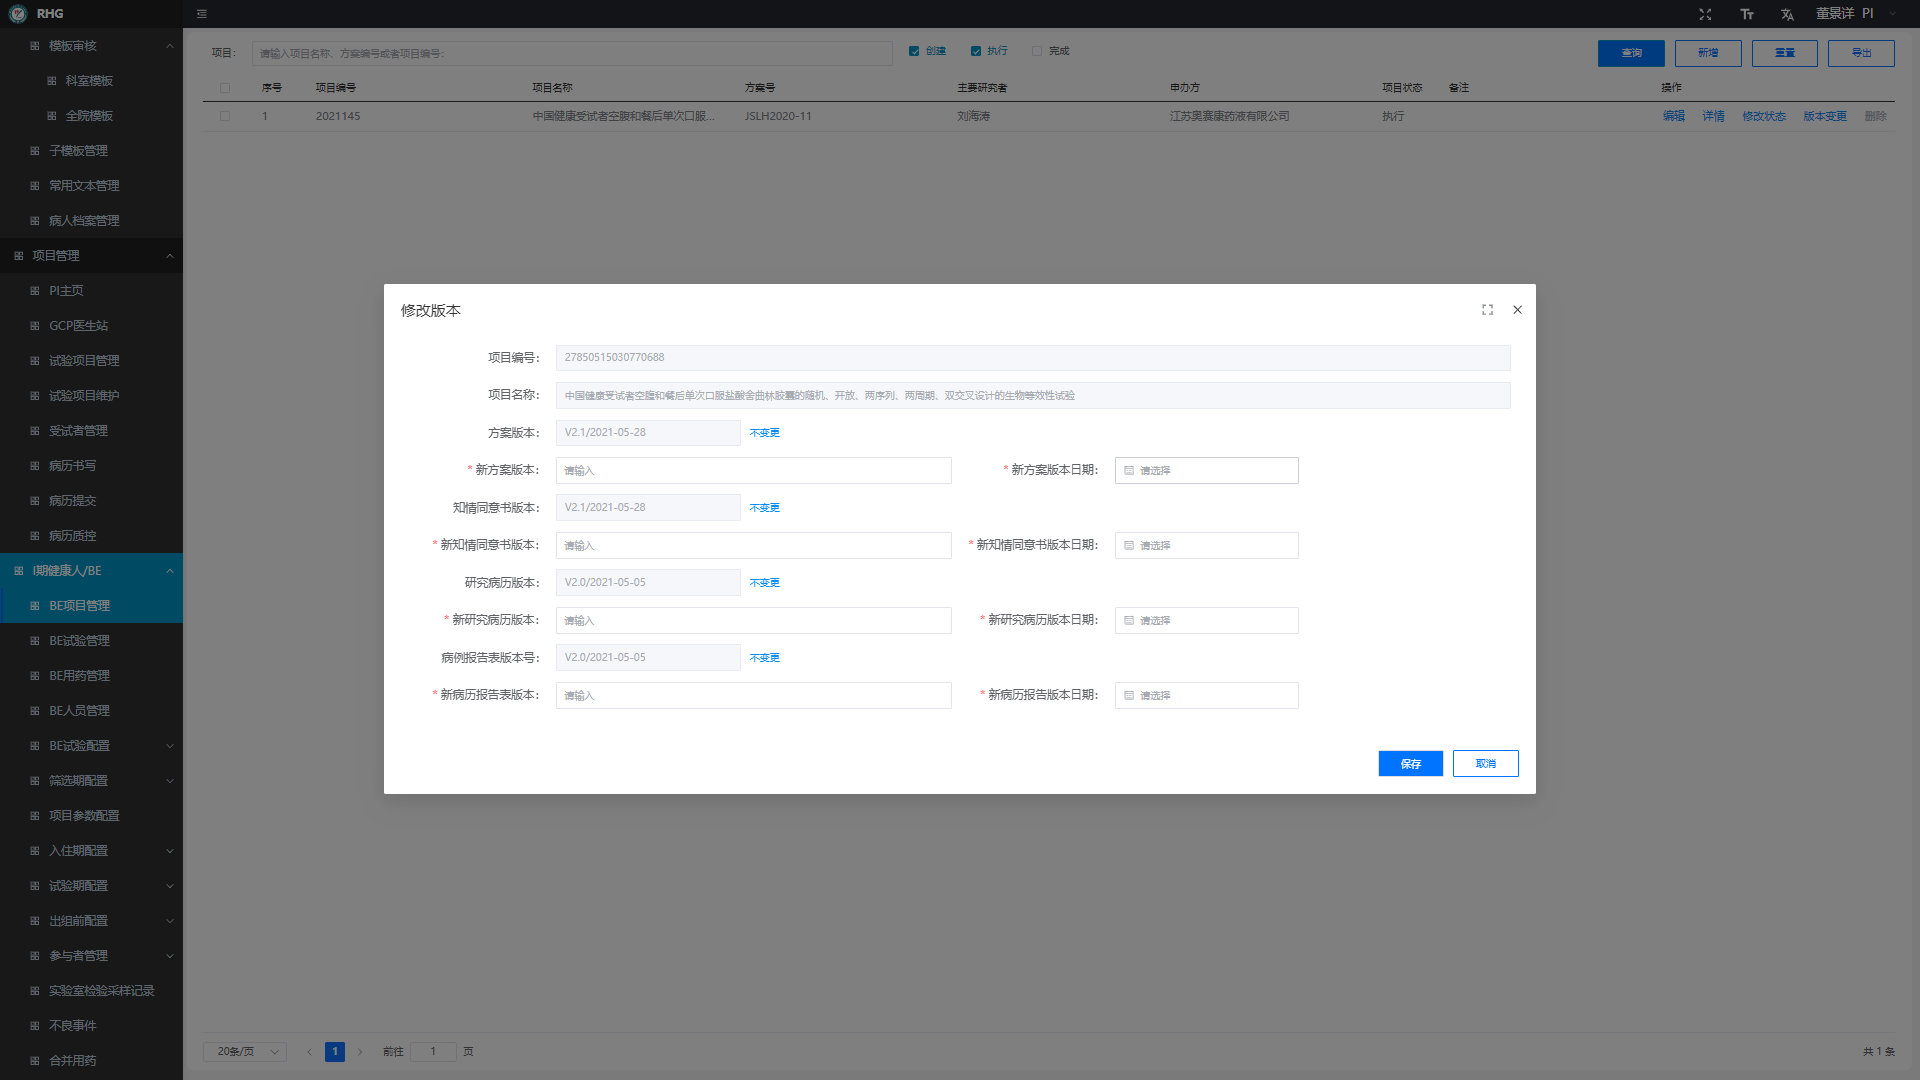 RHG
董景详 PI
模板审核
科室模板
全院模板
子模板管理
常用文本管理
病人档案管理
项目管理
PI主页
GCP医生站
试验项目管理
试验项目维护
受试者管理
病历书写
病历提交
病历质控
I期健康人/BE
BE项目管理
BE试验管理
BE用药管理
BE人员管理
BE试验配置
筛选期配置
项目参数配置
入住期配置
试验期配置
出组前配置
参与者管理
实验室检验采样记录
不良事件
合并用药
项目: 请输入项目名称、方案编号或者项目编号: 创建 执行 完成 查询 新增 重置 导出
序号 项目编号 项目名称 方案号 主要研究者 申办方 项目状态 备注 操作
1 2021145 中国健康受试者空腹和餐后单次口服... JSLH2020-11 刘海涛 江苏奥赛康药液有限公司 执行 编辑 详情 修改状态 版本变更 删除
修改版本
项目编号: 27850515030770688
项目名称: 中国健康受试者空腹和餐后单次口服盐酸舍曲林胶囊的随机、开放、两序列、两周期、双交叉设计的生物等效性试验
方案版本: V2.1/2021-05-28 不变更
* 新方案版本: 请输入 * 新方案版本日期: 请选择
知情同意书版本: V2.1/2021-05-28 不变更
* 新知情同意书版本: 请输入 * 新知情同意书版本日期: 请选择
研究病历版本: V2.0/2021-05-05 不变更
* 新研究病历版本: 请输入 * 新研究病历版本日期: 请选择
病例报告表版本号: V2.0/2021-05-05 不变更
* 新病历报告表版本: 请输入 * 新病历报告版本日期: 请选择
保存 取消
20条/页 1 前往 1 页 共 1 条